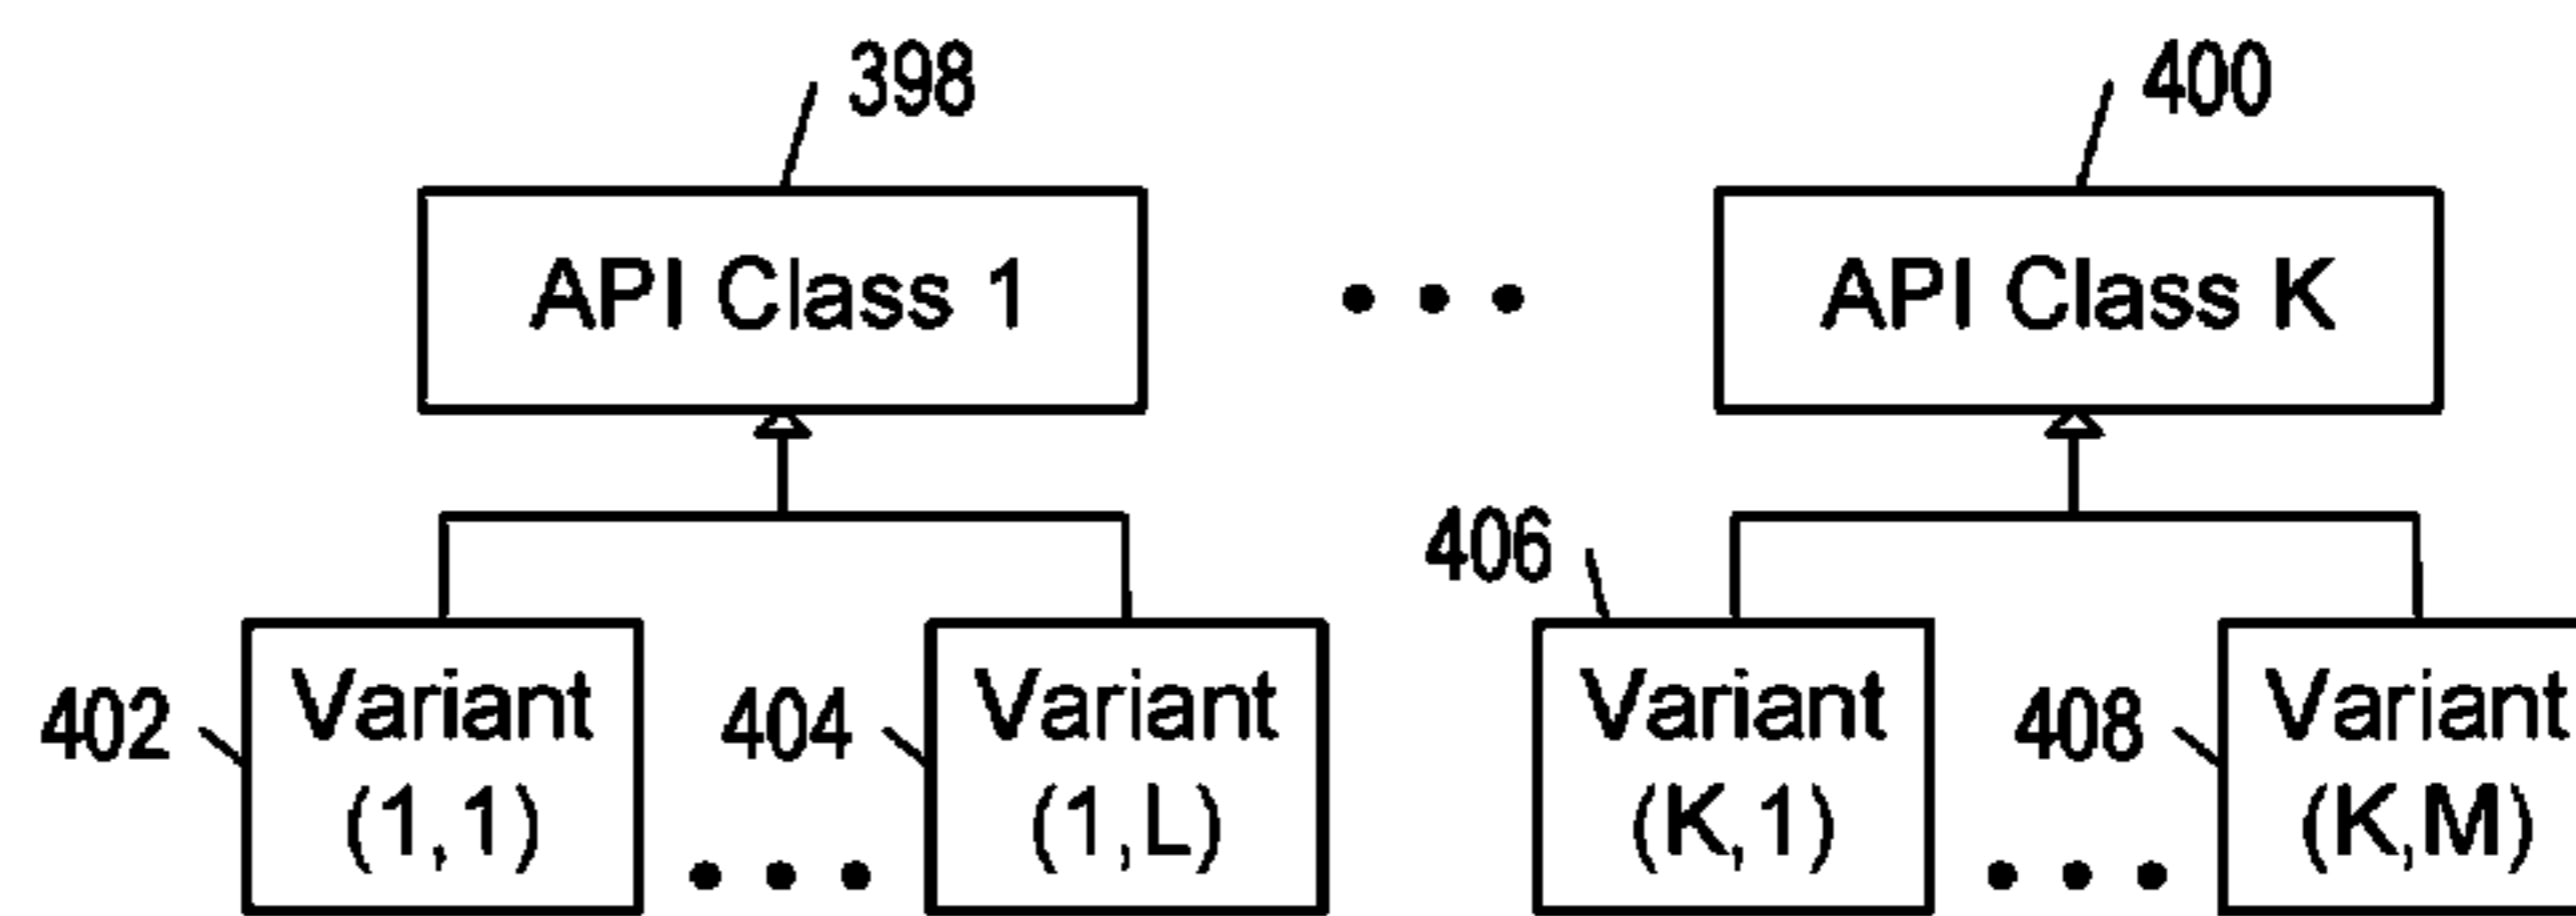 398
400
API Class 1
API Class K
406
402
Variant
(1,1)
404
Variant
(1,L)
Variant
(K,1)
408
Variant
(K,M)